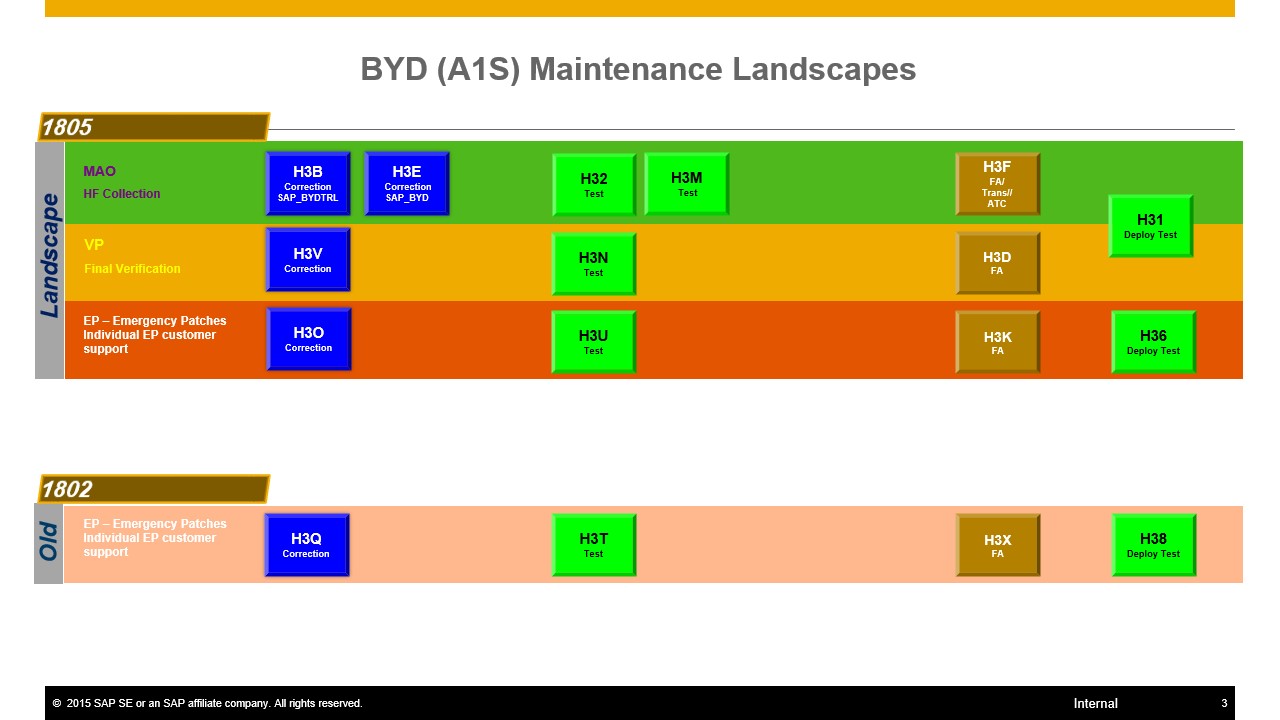 BYD (A1S) Maintenance Landscapes
1805
Landscape
MAO
HF Collection
H3B
Correction
SAP_BYDTRL
H3E
Correction
SAP_BYD
H32
Test
H3M
Test
H3F
FA/
Trans//
ATC
H31
Deploy Test
VP
Final Verification
H3V
Correction
H3N
Test
H3D
FA
EP – Emergency Patches
Individual EP customer
support
H3O
Correction
H3U
Test
H3K
FA
H36
Deploy Test
1802
Old
EP – Emergency Patches
Individual EP customer
support
H3Q
Correction
H3T
Test
H3X
FA
H38
Deploy Test
© 2015 SAP SE or an SAP affiliate company. All rights reserved.
Internal
3